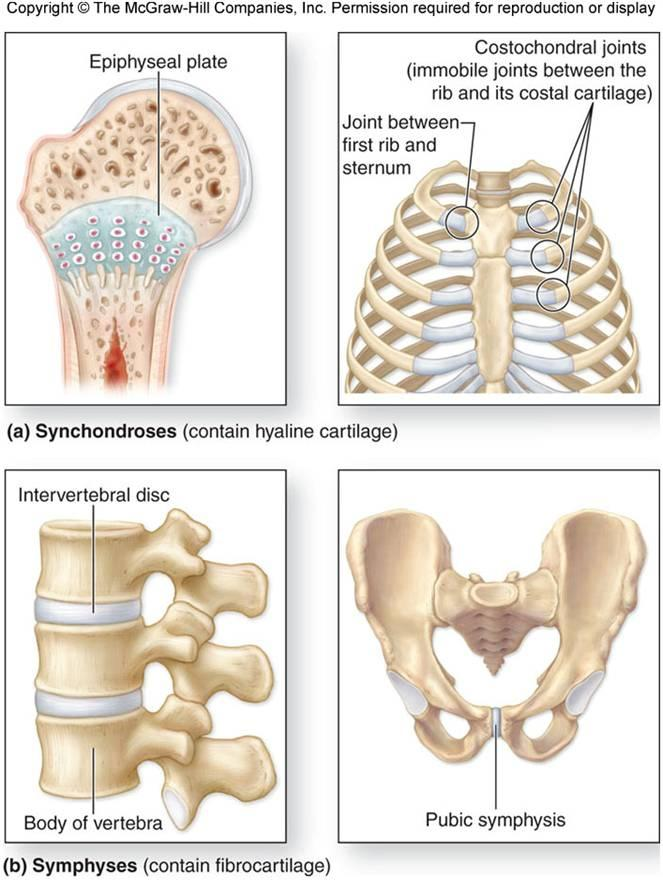 Copyright © The McGraw-Hill Companies, Inc. Permission required for reproduction or display
Epiphyseal plate
Costochondral joints
(immobile joints between the
rib and its costal cartilage)
Joint between
first rib and
sternum
(a) Synchondroses (contain hyaline cartilage)
Intervertebral disc
Body of vertebra
Pubic symphysis
(b) Symphyses (contain fibrocartilage)